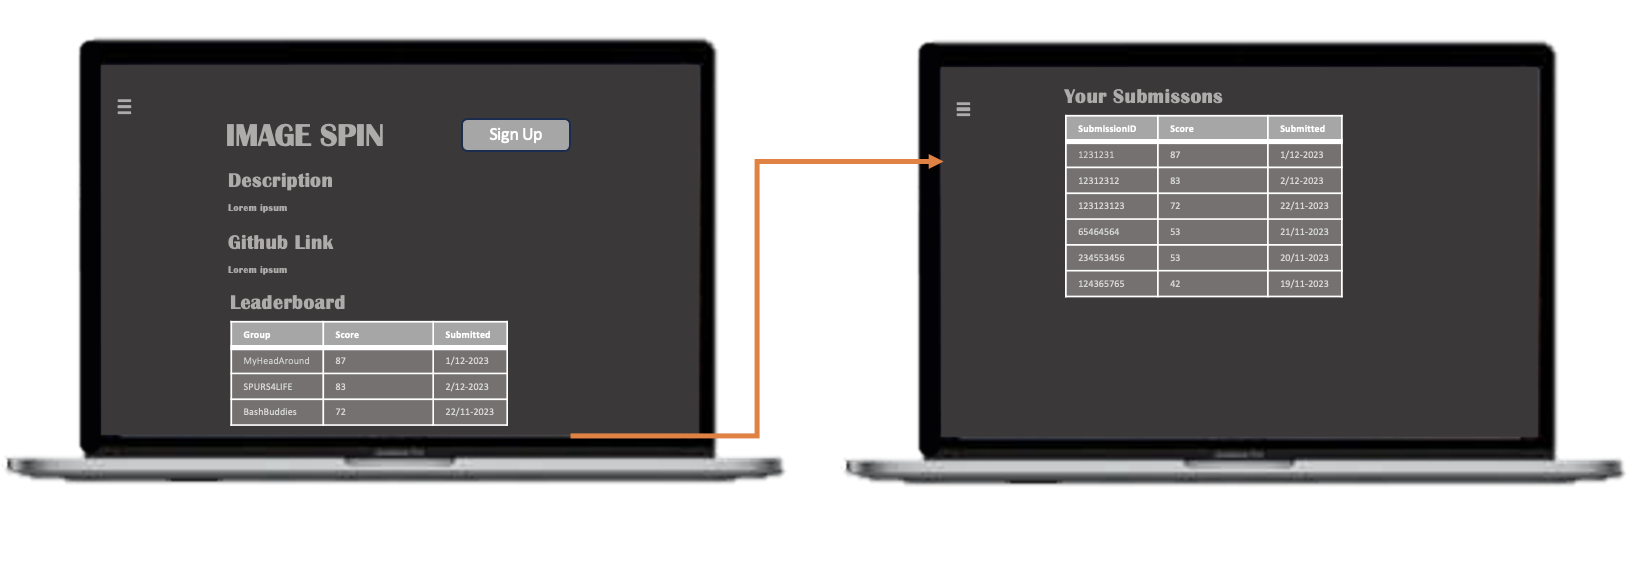 IMAGE SPIN
Sign Up
Description
Lorem ipsum
Github Link
Lorem ipsum
Leaderboard
Group Score Submitted
MyHeadAround 87 1/12-2023
SPURS4LIFE 83 2/12-2023
BashBuddies 72 22/11-2023
Your Submissons
SubmissionID Score Submitted
1231231 87 1/12-2023
12312312 83 2/12-2023
123123123 72 22/11-2023
65464564 53 21/11-2023
234553456 53 20/11-2023
124365765 42 19/11-2023